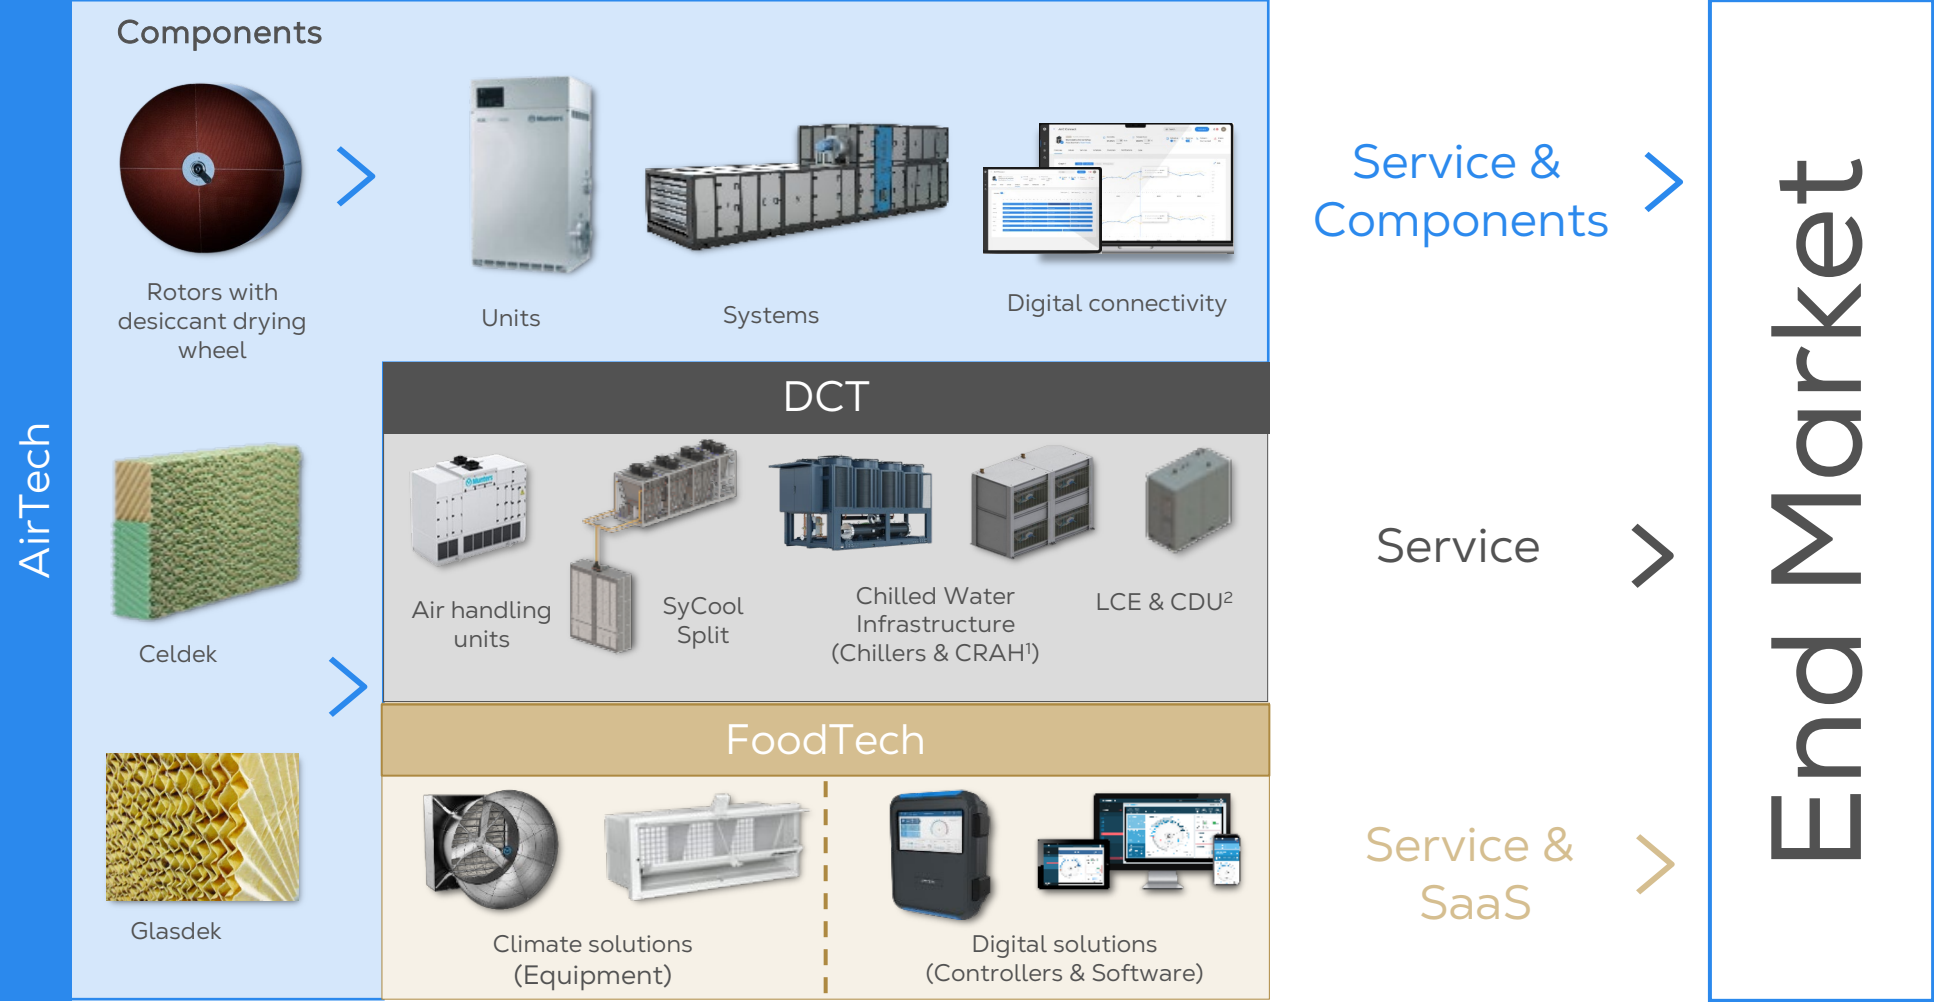 Components
Munters
Rotors with
desiccant drying
wheel
Units
Systems
Digital connectivity
Service &
Components
AirTech
DCT
Munters
Celdek
Air handling
units
SyCool
Split
Chilled Water
Infrastructure
(Chillers & CRAH¹)
LCE & CDU²
Service
End Market
FoodTech
Glasdek
Climate solutions
(Equipment)
Digital solutions
(Controllers & Software)
Service &
SaaS